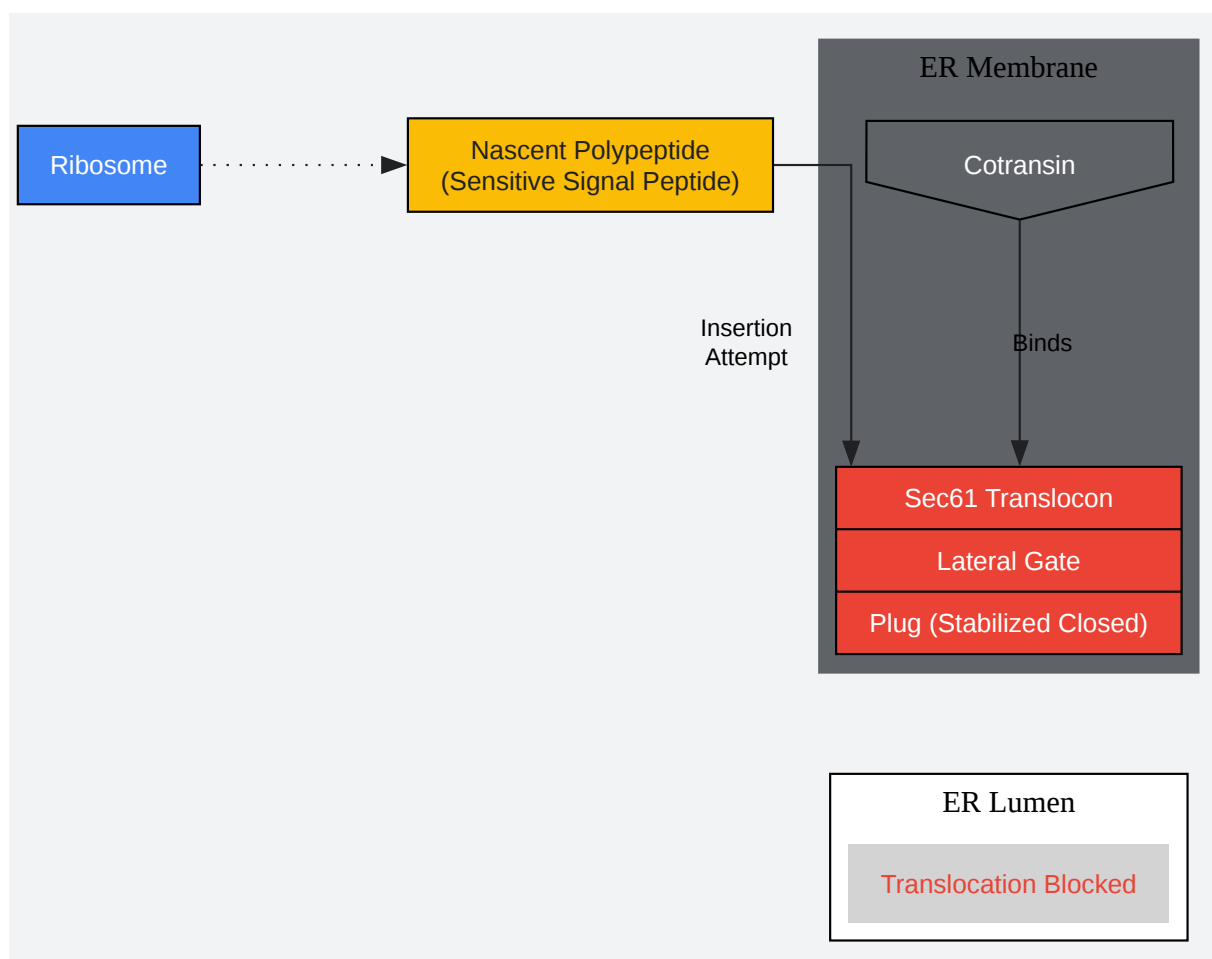 ER Membrane
Ribosome
Nascent Polypeptide
(Sensitive Signal Peptide)
Cotransin
Insertion
Attempt
Binds
Sec61 Translocon
Lateral Gate
Plug (Stabilized Closed)
ER Lumen
Translocation Blocked